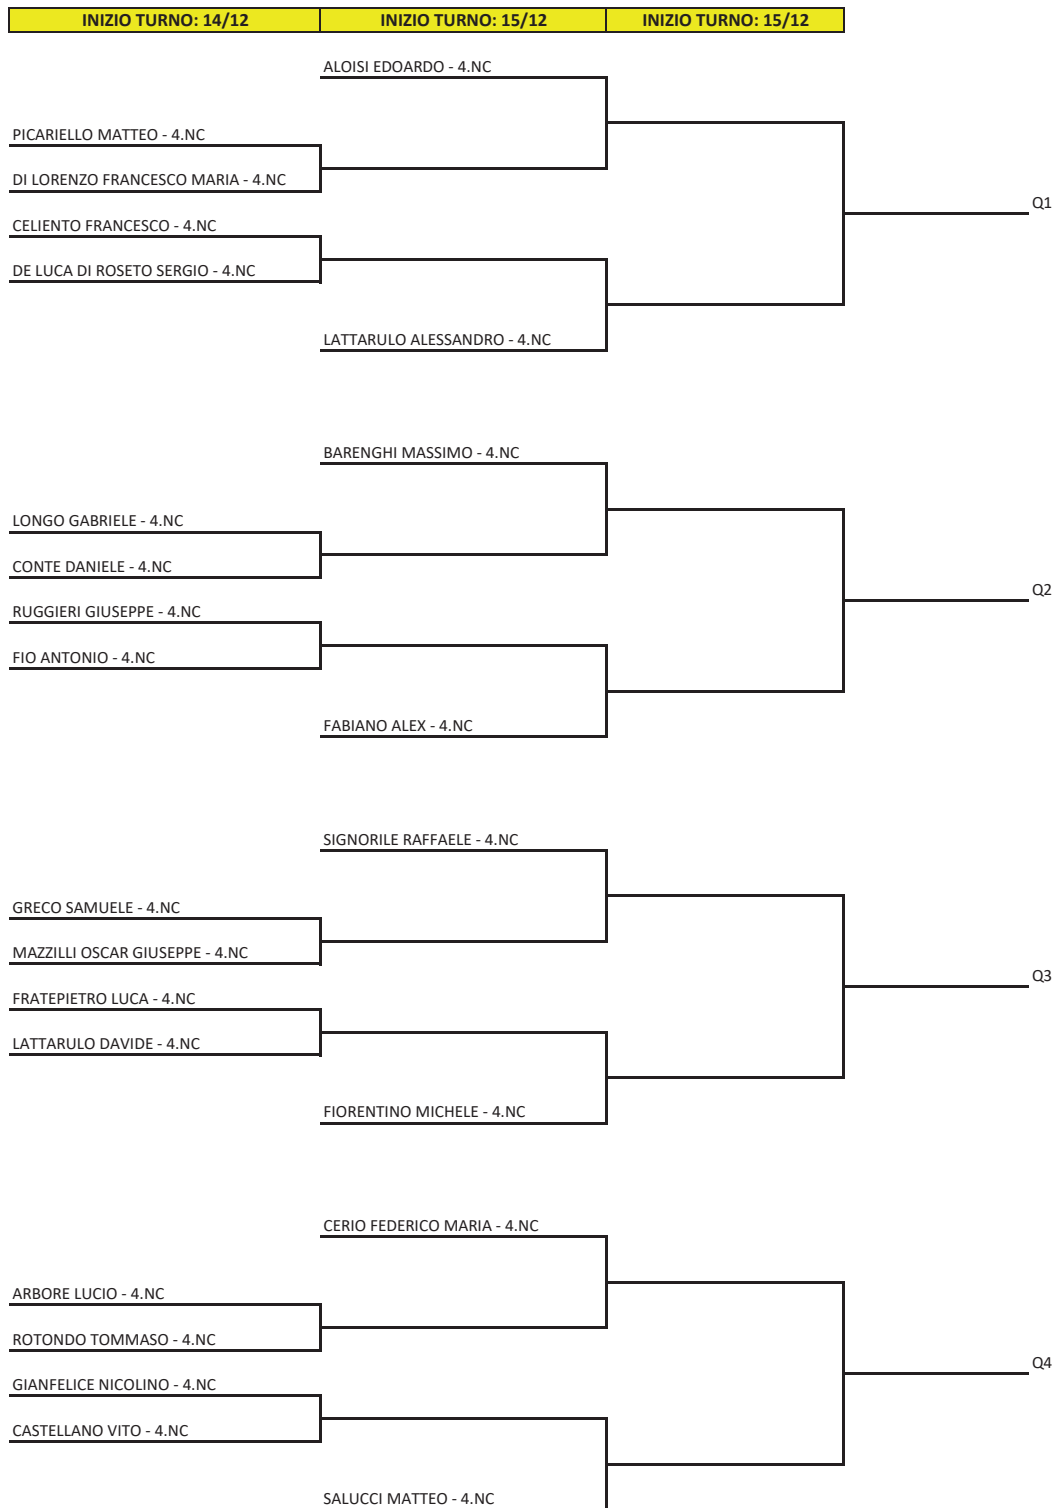 INIZIO TURNO: 14/12 INIZIO TURNO: 15/12 INIZIO TURNO: 15/12
ALOISI EDOARDO - 4.NC
PICARIELLO MATTEO - 4.NC
DI LORENZO FRANCESCO MARIA - 4.NC
Q1
CELIENTO FRANCESCO - 4.NC
DE LUCA DI ROSETO SERGIO - 4.NC
LATTARULO ALESSANDRO - 4.NC
BARENGHI MASSIMO - 4.NC
LONGO GABRIELE - 4.NC
CONTE DANIELE - 4.NC
Q2
RUGGIERI GIUSEPPE - 4.NC
FIO ANTONIO - 4.NC
FABIANO ALEX - 4.NC
SIGNORILE RAFFAELE - 4.NC
GRECO SAMUELE - 4.NC
MAZZILLI OSCAR GIUSEPPE - 4.NC
Q3
FRATEPIETRO LUCA - 4.NC
LATTARULO DAVIDE - 4.NC
FIORENTINO MICHELE - 4.NC
CERIO FEDERICO MARIA - 4.NC
ARBORE LUCIO - 4.NC
ROTONDO TOMMASO - 4.NC
Q4
GIANFELICE NICOLINO - 4.NC
CASTELLANO VITO - 4.NC
SALUCCI MATTEO - 4.NC